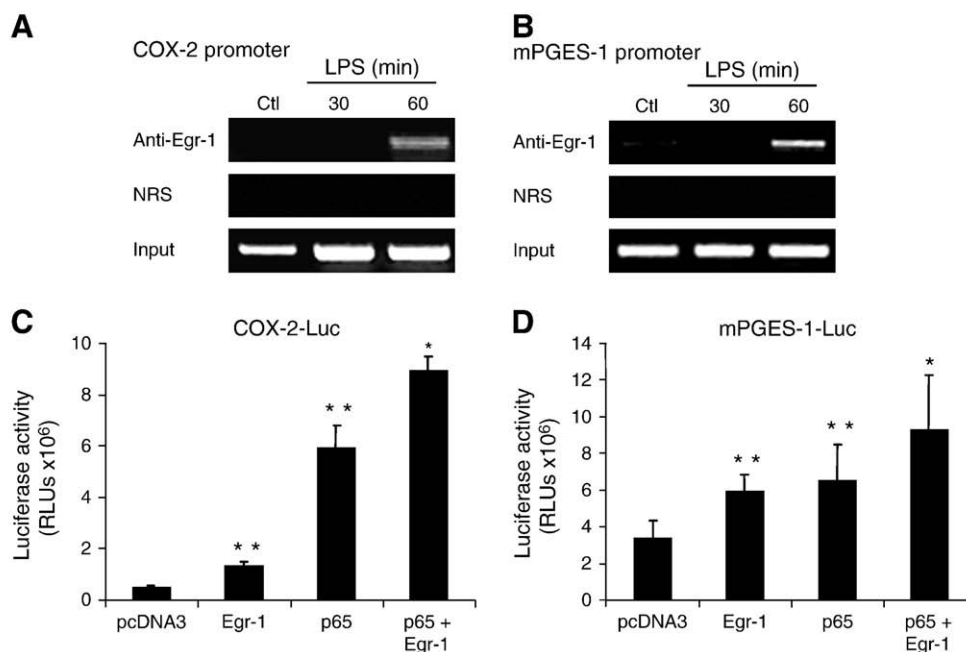 A
COX-2 promoter
LPS (min)
Ctl 30 60
Anti-Egr-1
NRS
Input
B
mPGES-1 promoter
LPS (min)
Ctl 30 60
Anti-Egr-1
NRS
Input
C
COX-2-Luc
Luciferase activity
(RLUs x10⁶)
10
8
6
4
2
0
* *
* *
*
pcDNA3 Egr-1 p65 p65 +
Egr-1
D
mPGES-1-Luc
Luciferase activity
(RLUs x10⁶)
14
12
10
8
6
4
2
0
* *
* *
*
pcDNA3 Egr-1 p65 p65 +
Egr-1